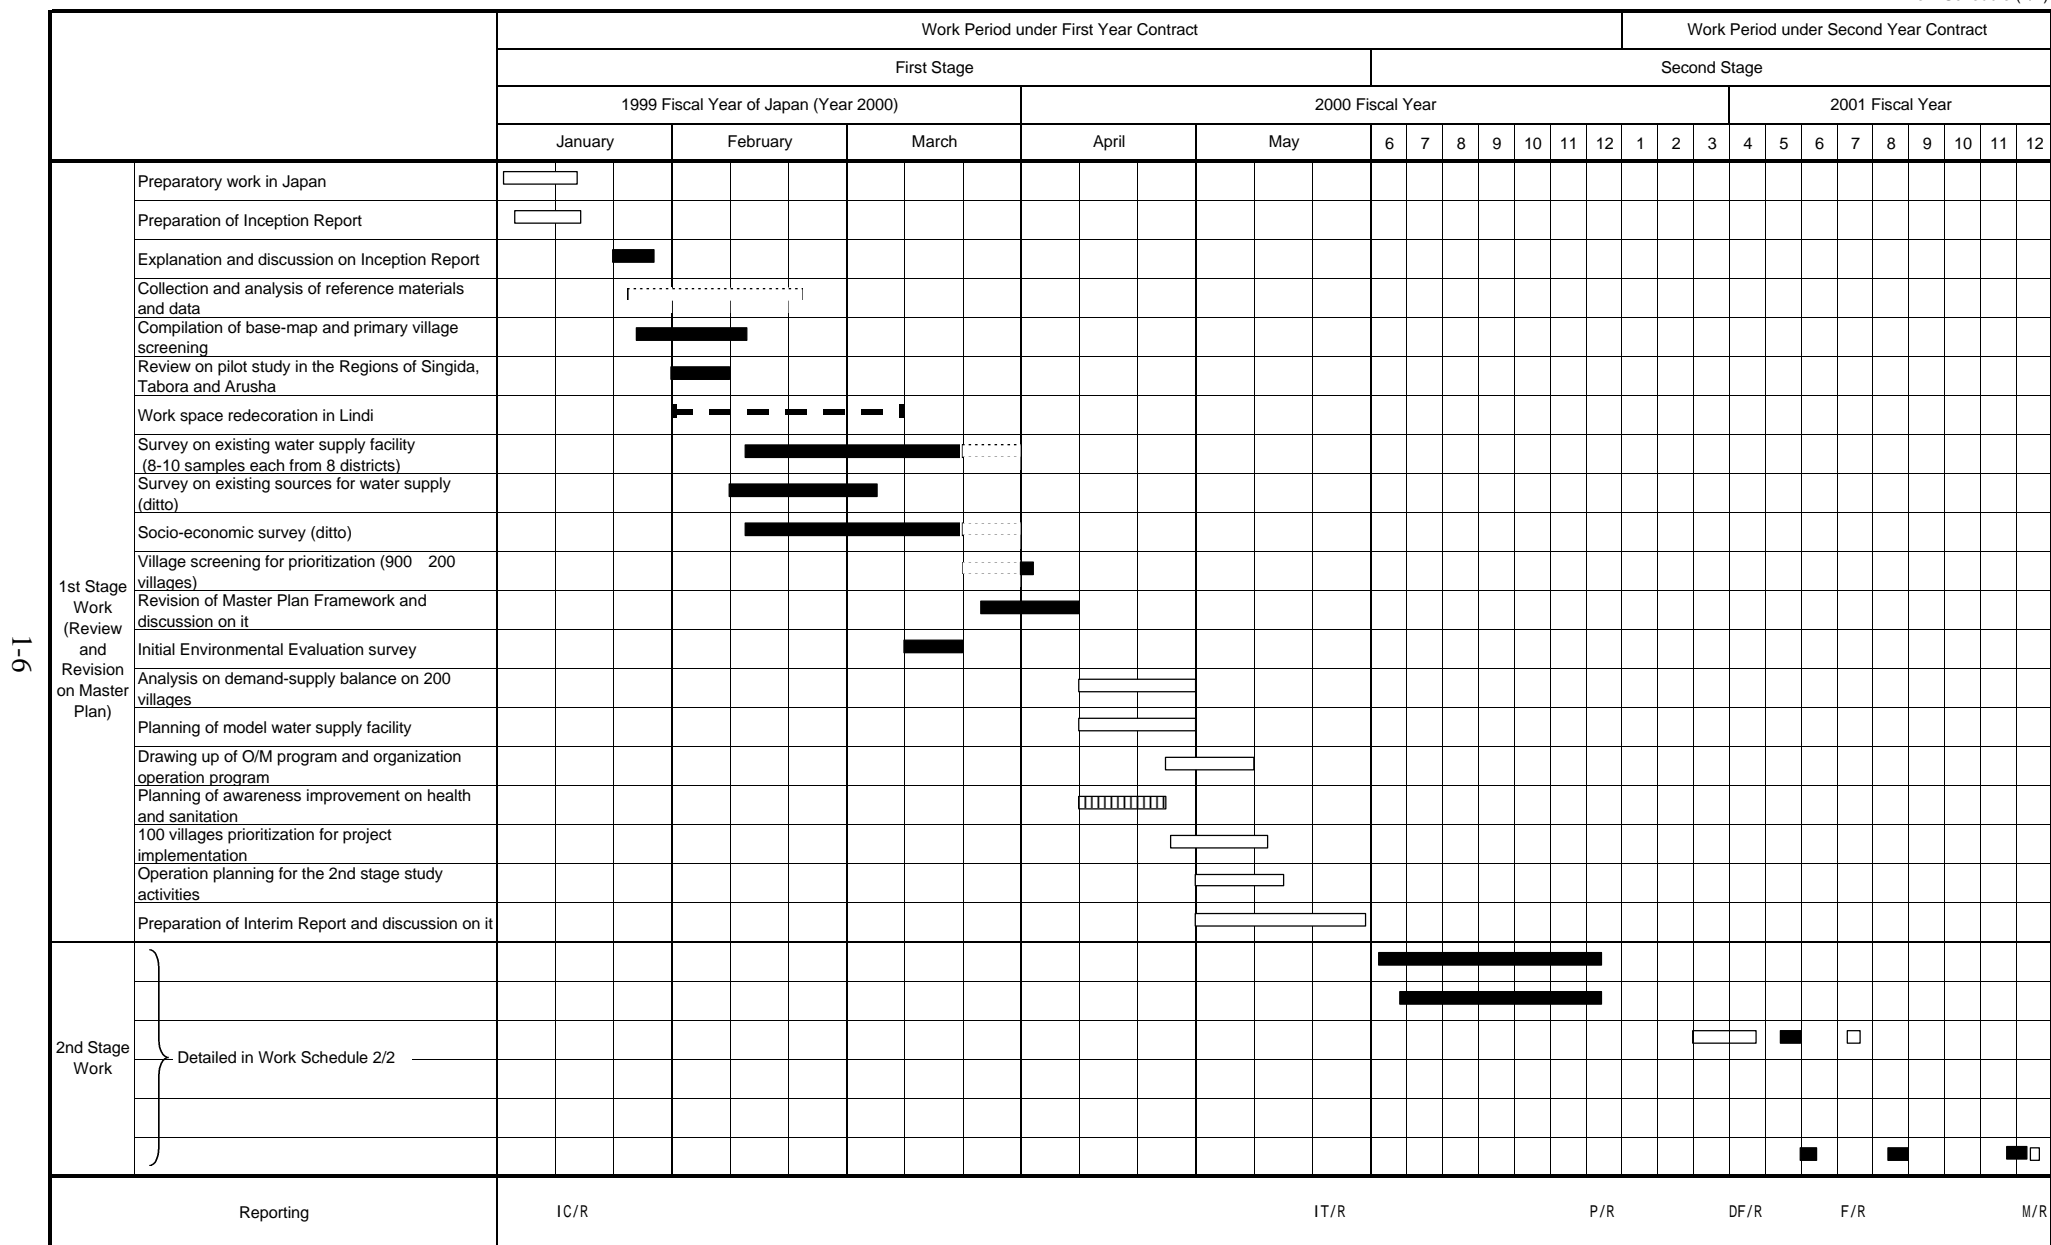 Work Period under First Year Contract
Work Period under Second Year Contract
First Stage
Second Stage
1999 Fiscal Year of Japan (Year 2000)
2000 Fiscal Year
2001 Fiscal Year
January
February
March
April
May
6 7 8 9 10 11 12 1 2 3 4 5 6 7 8 9 10 11 12
1st Stage
Work
(Review
and
Revision
on Master
Plan)
Preparatory work in Japan
Preparation of Inception Report
Explanation and discussion on Inception Report
Collection and analysis of reference materials
and data
Compilation of base-map and primary village
screening
Review on pilot study in the Regions of Singida,
Tabora and Arusha
Work space redecoration in Lindi
Survey on existing water supply facility
(8-10 samples each from 8 districts)
Survey on existing sources for water supply
(ditto)
Socio-economic survey (ditto)
Village screening for prioritization (900 200
villages)
Revision of Master Plan Framework and
discussion on it
Initial Environmental Evaluation survey
Analysis on demand-supply balance on 200
villages
Planning of model water supply facility
Drawing up of O/M program and organization
operation program
Planning of awareness improvement on health
and sanitation
100 villages prioritization for project
implementation
Operation planning for the 2nd stage study
activities
Preparation of Interim Report and discussion on it
2nd Stage
Work
Detailed in Work Schedule 2/2
Reporting
IC/R
IT/R
P/R
DF/R
F/R
M/R
1-6